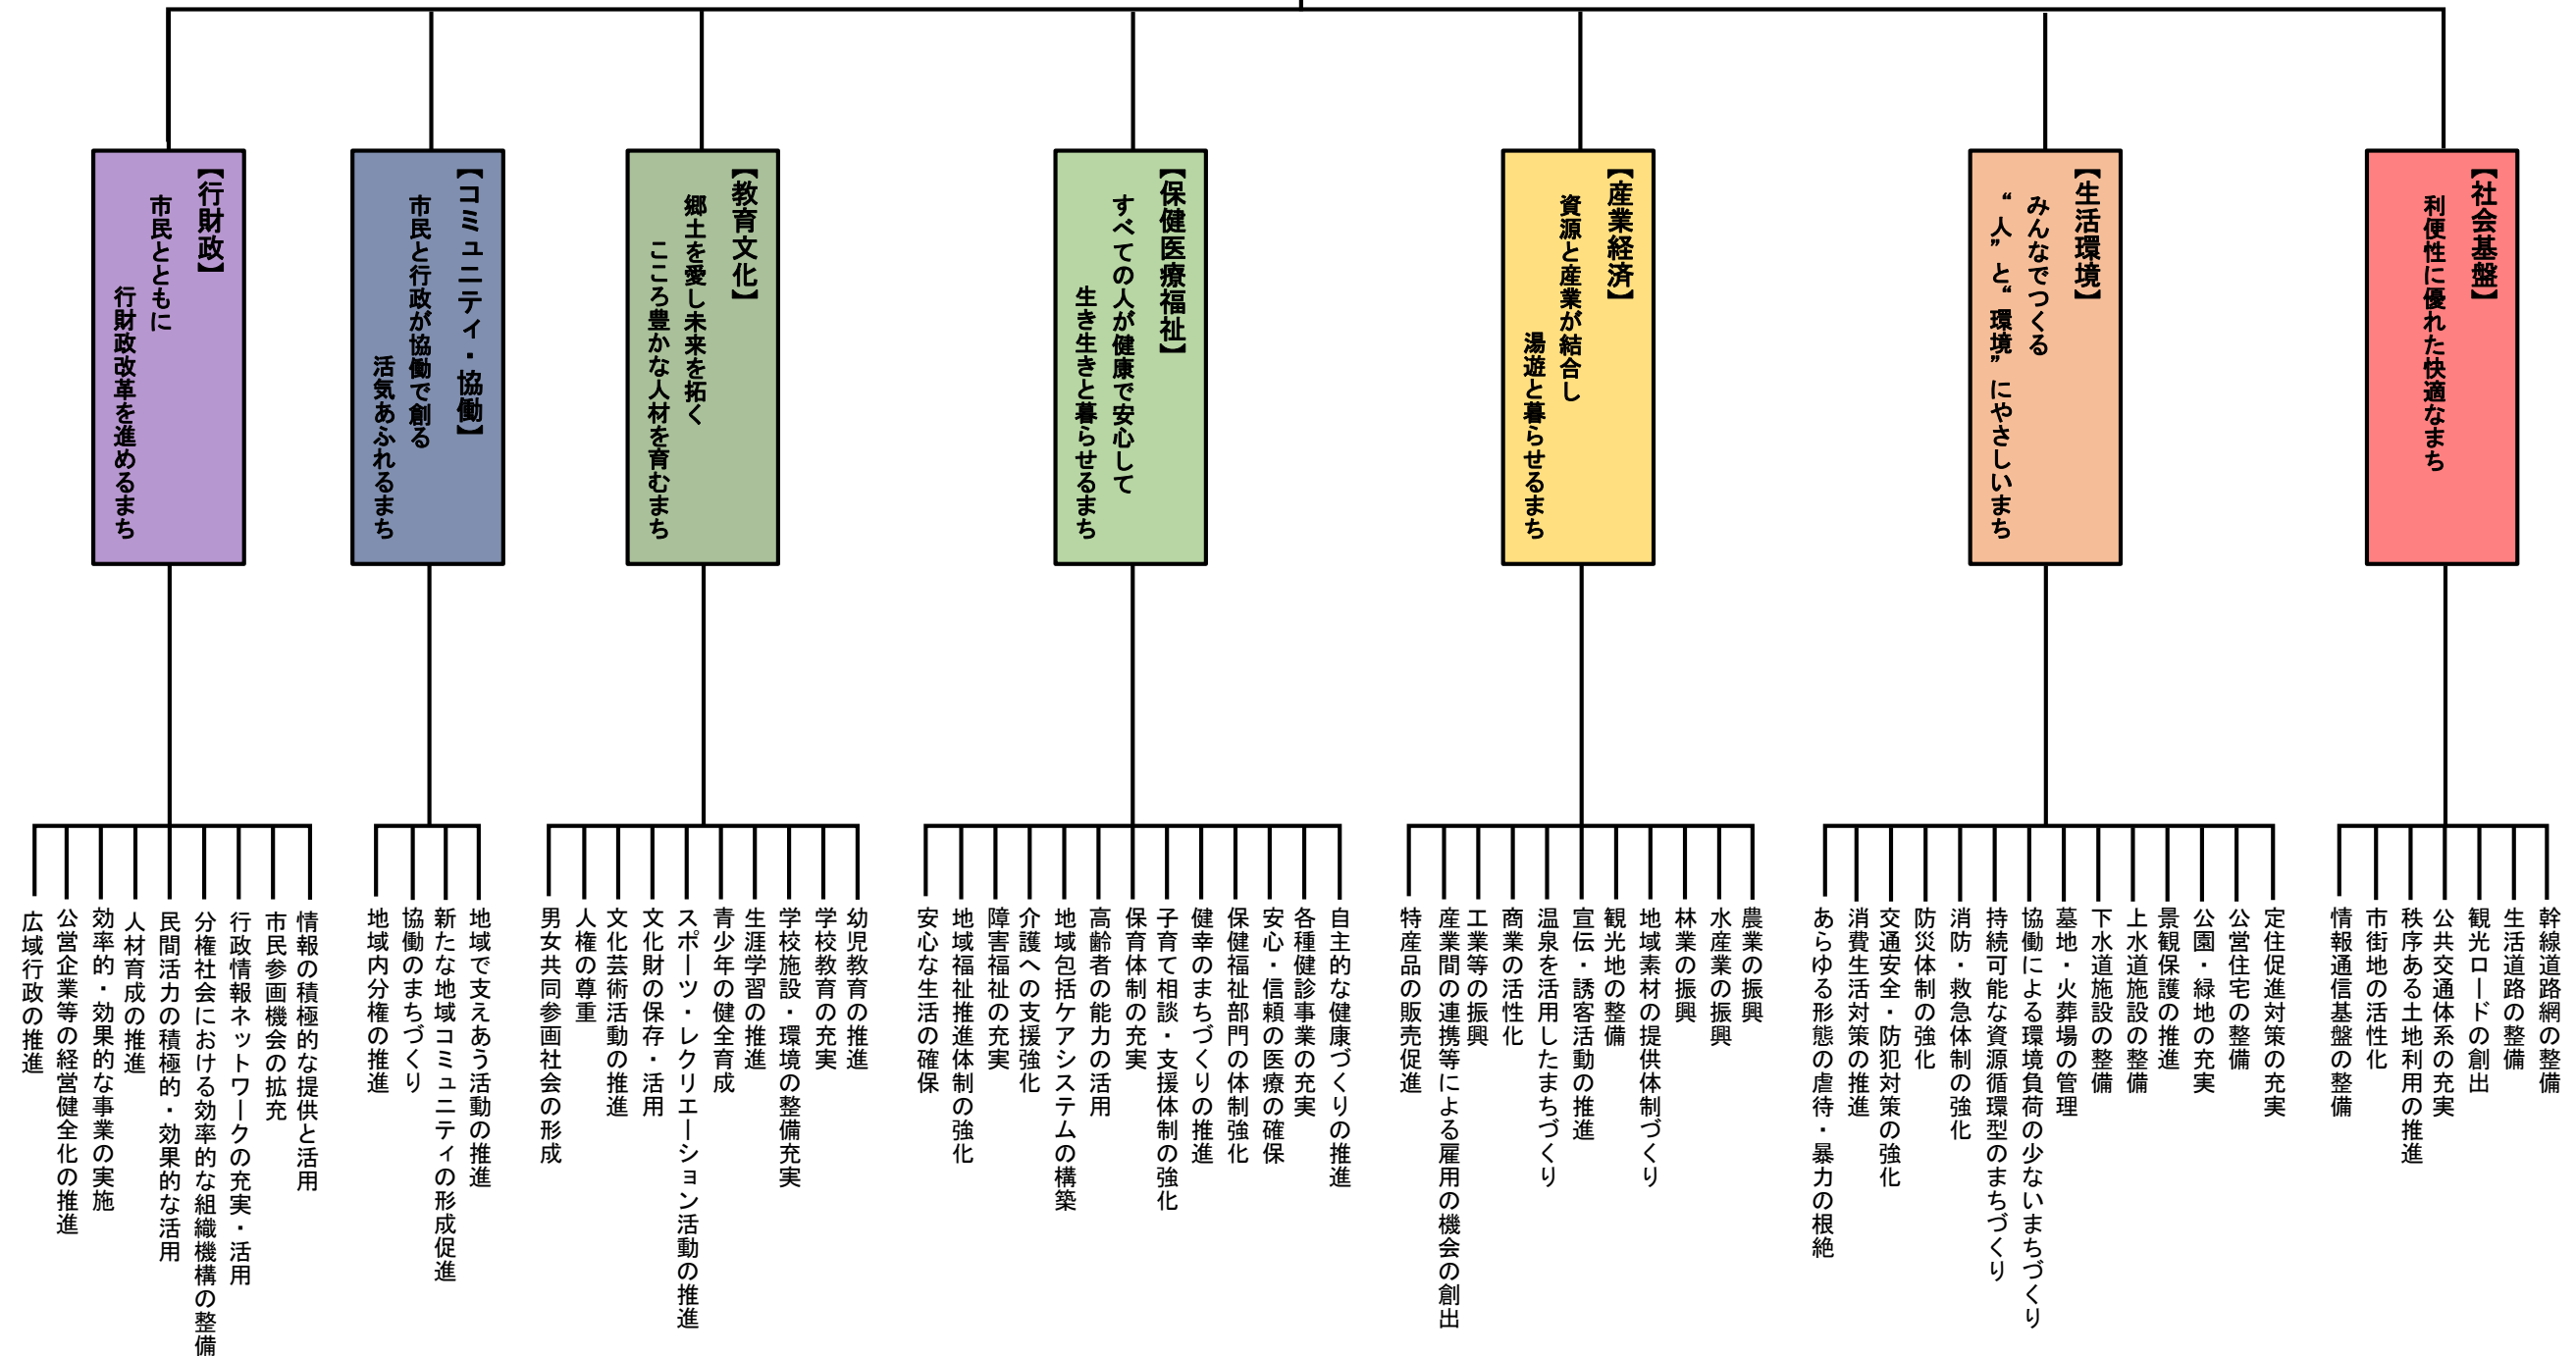 【社会基盤】
利便性に優れた快適なまち
幹線道路網の整備
生活道路の整備
観光ロードの創出
公共交通体系の充実
秩序ある土地利用の推進
市街地の活性化
情報通信基盤の整備
【生活環境】
みんなでつくる
“人”と“環境”にやさしいまち
定住促進対策の充実
公営住宅の整備
公園・緑地の充実
景観保護の推進
上水道施設の整備
下水道施設の整備
墓地・火葬場の管理
協働による環境負荷の少ないまちづくり
持続可能な資源循環型のまちづくり
消防・救急体制の強化
防災体制の強化
交通安全・防犯対策の強化
消費生活対策の推進
あらゆる形態の虐待・暴力の根絶
【産業経済】
資源と産業が結合し
湯遊と暮らせるまち
農業の振興
水産業の振興
林業の振興
地域素材の提供体制づくり
観光地の整備
宣伝・誘客活動の推進
温泉を活用したまちづくり
商業の活性化
工業等の振興
産業間の連携等による雇用の機会の創出
特産品の販売促進
【保健医療福祉】
すべての人が健康で安心して
生き生きと暮らせるまち
自主的な健康づくりの推進
各種健診事業の充実
安心・信頼の医療の確保
保健福祉部門の体制強化
健幸のまちづくりの推進
子育て相談・支援体制の強化
保育体制の充実
高齢者の能力の活用
地域包括ケアシステムの構築
介護への支援強化
障害福祉の充実
地域福祉推進体制の強化
安心な生活の確保
【教育文化】
郷土を愛し未来を拓く
こころ豊かな人材を育むまち
幼児教育の推進
学校教育の充実
学校施設・環境の整備充実
生涯学習の推進
青少年の健全育成
スポーツ・レクリエーション活動の推進
文化財の保存・活用
文化芸術活動の推進
人権の尊重
男女共同参画社会の形成
【コミュニティ・協働】
市民と行政が協働で創る
活気あふれるまち
地域で支えあう活動の推進
新たな地域コミュニティの形成促進
協働のまちづくり
地域内分権の推進
【行財政】
市民とともに
行財政改革を進めるまち
情報の積極的な提供と活用
市民参画機会の拡充
行政情報ネットワークの充実・活用
分権社会における効率的な組織機構の整備
民間活力の積極的・効果的な活用
人材育成の推進
効率的・効果的な事業の実施
公営企業等の経営健全化の推進
広域行政の推進